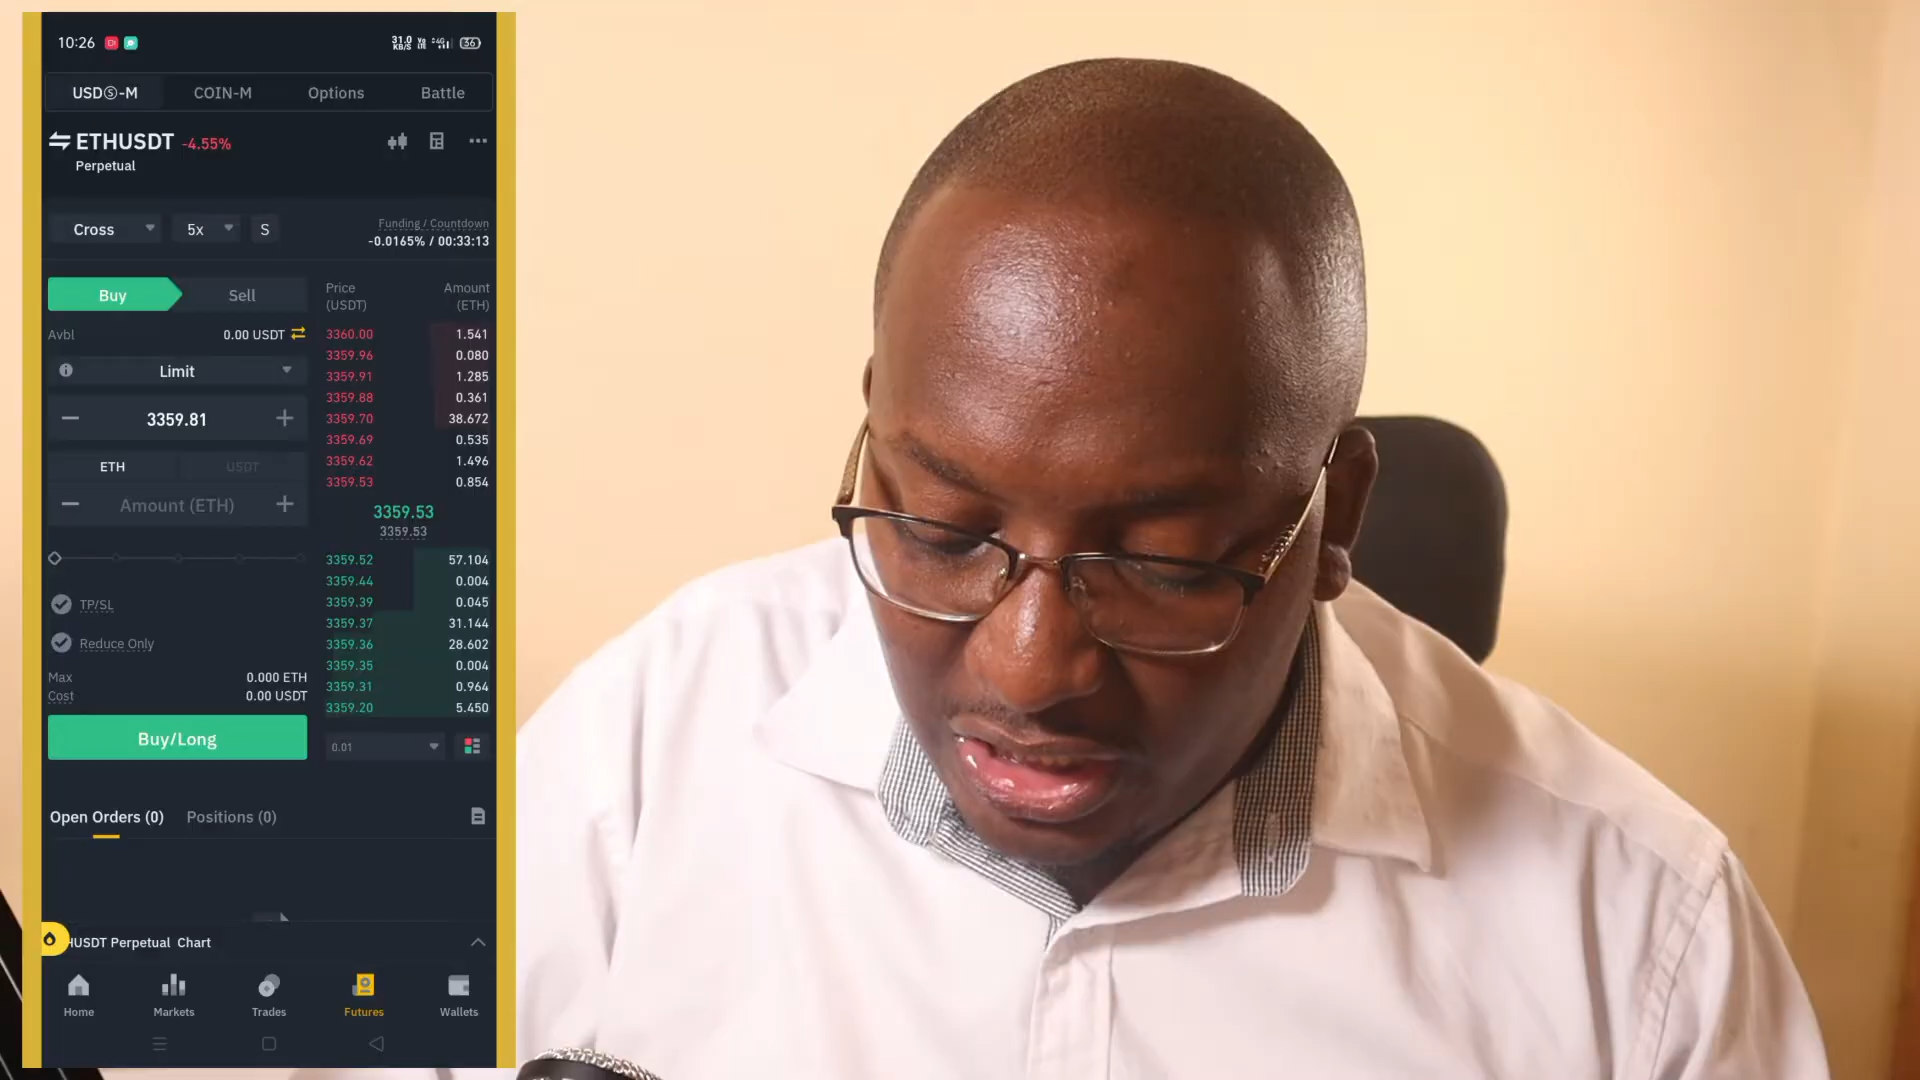 10:26
31.0 KB/S 4G 36
USDⓈ-M COIN-M Options Battle
ETHUSDT -4.55%
Perpetual
Cross 5x S
Funding / Countdown
-0.0165% / 00:33:13
Buy Sell
Avbl 0.00 USDT
Limit
3359.81
ETH USDT
Amount (ETH)
TP/SL
Reduce Only
Max 0.000 ETH
Cost 0.00 USDT
Buy/Long
Price Amount
(USDT) (ETH)
3360.00 1.541
3359.96 0.080
3359.91 1.285
3359.88 0.361
3359.70 38.672
3359.69 0.535
3359.62 1.496
3359.53 0.854
3359.53
3359.53
3359.52 57.104
3359.44 0.004
3359.39 0.045
3359.37 31.144
3359.36 28.602
3359.35 0.004
3359.31 0.964
3359.20 5.450
0.01
Open Orders (0) Positions (0)
HUSDT Perpetual Chart
Home Markets Trades Futures Wallets